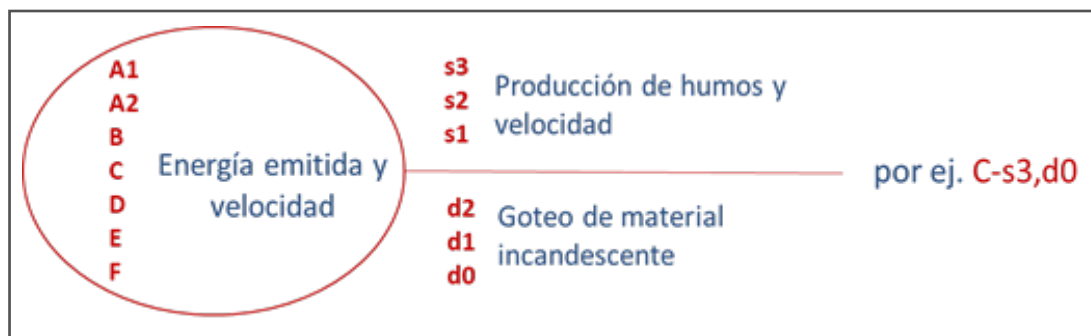 A1
A2
B
C
D
E
F
Energía emitida y
velocidad
s3
s2
s1
Producción de humos y
velocidad
d2
d1
d0
Goteo de material
incandescente
por ej. C-s3,d0